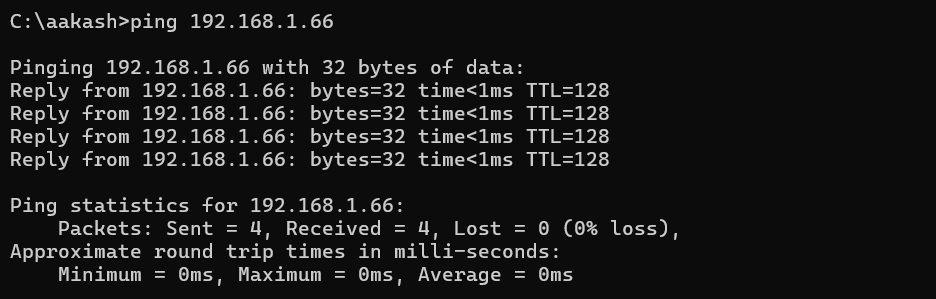 C:\aakash>ping 192.168.1.66
Pinging 192.168.1.66 with 32 bytes of data:
Reply from 192.168.1.66: bytes=32 time<1ms TTL=128
Reply from 192.168.1.66: bytes=32 time<1ms TTL=128
Reply from 192.168.1.66: bytes=32 time<1ms TTL=128
Reply from 192.168.1.66: bytes=32 time<1ms TTL=128
Ping statistics for 192.168.1.66:
    Packets: Sent = 4, Received = 4, Lost = 0 (0% loss),
Approximate round trip times in milli-seconds:
    Minimum = 0ms, Maximum = 0ms, Average = 0ms